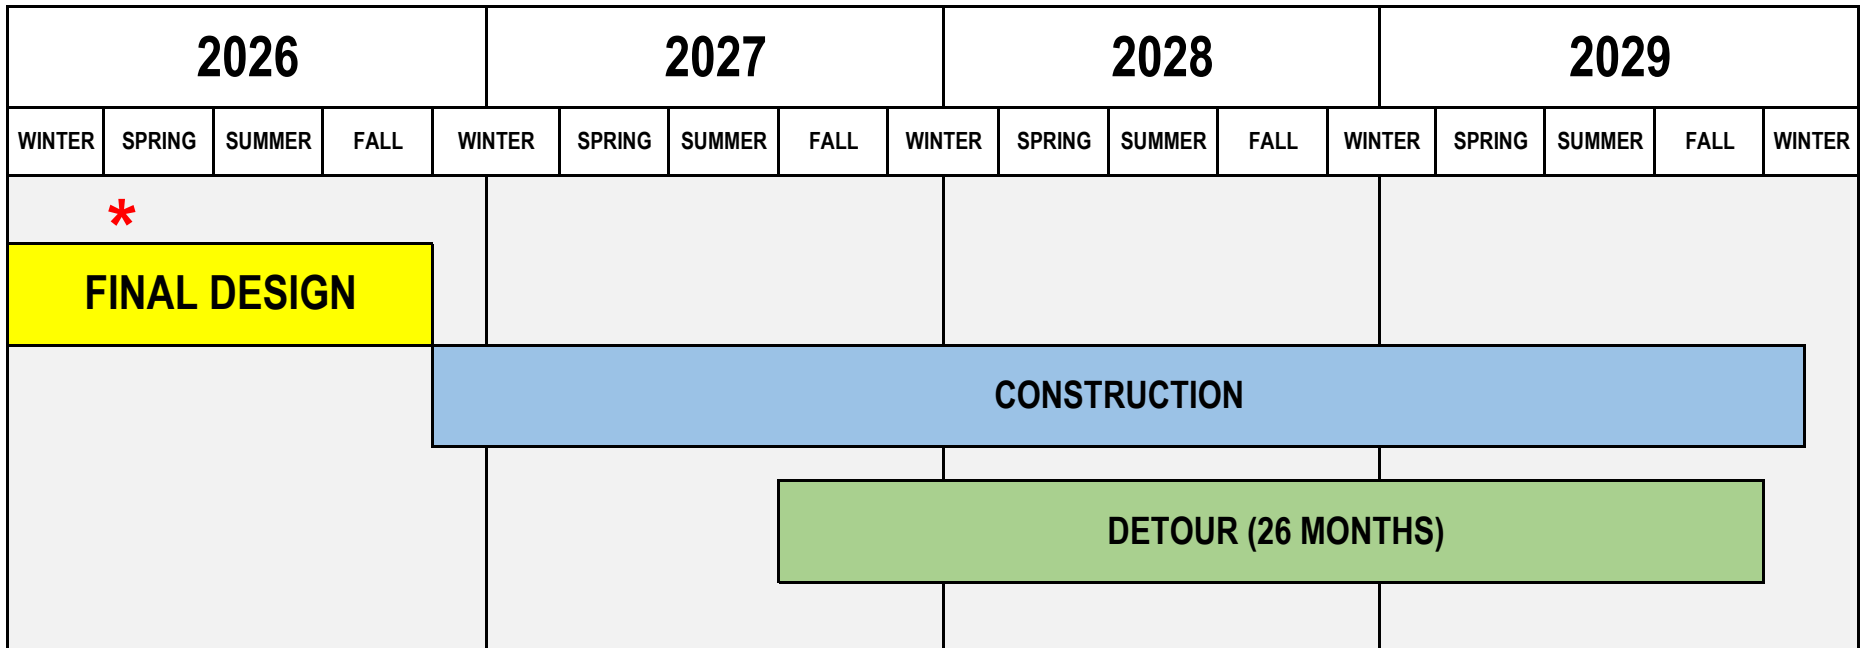 2026 2027 2028 2029
WINTER SPRING SUMMER FALL WINTER SPRING SUMMER FALL WINTER SPRING SUMMER FALL WINTER SPRING SUMMER FALL WINTER
*
FINAL DESIGN
CONSTRUCTION
DETOUR (26 MONTHS)